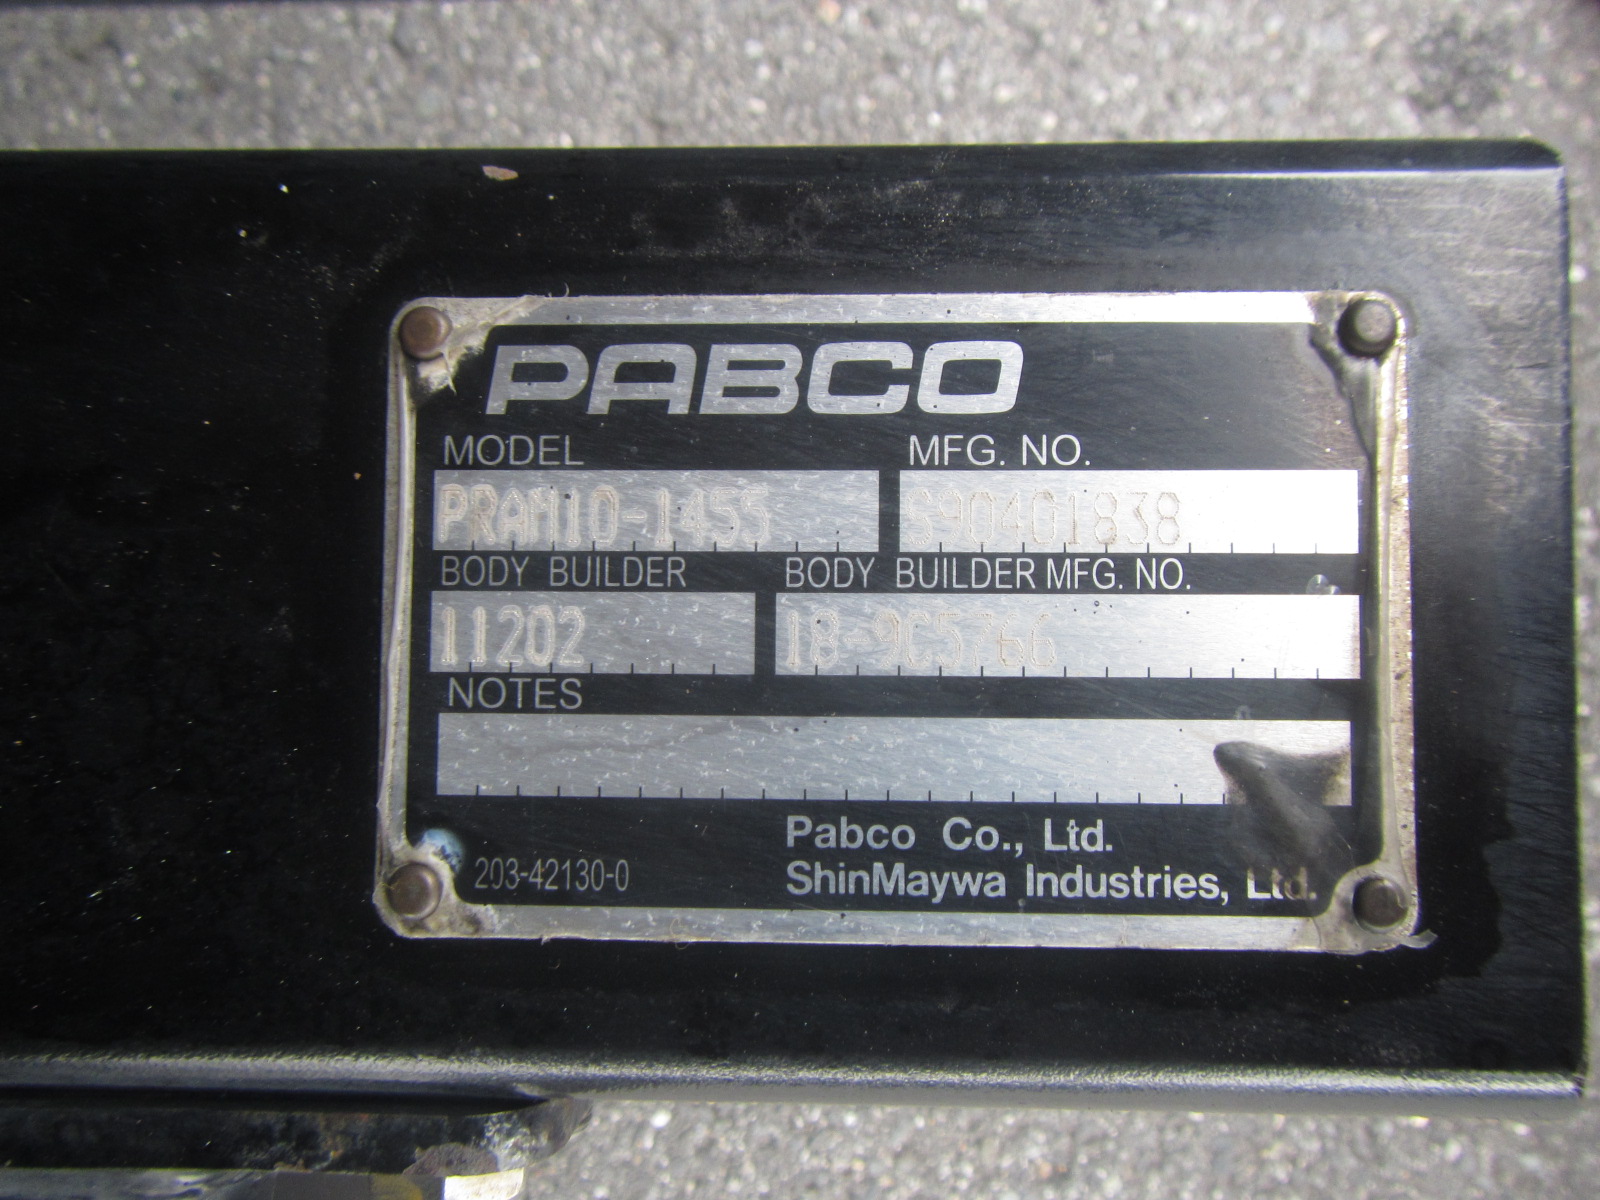 PABCO
MODEL MFG. NO.
PRAM10-1455 S90401838
BODY BUILDER BODY BUILDER MFG. NO.
11202 18-9C5766
NOTES
Pabco Co., Ltd.
203-42130-0 ShinMaywa Industries, Ltd.